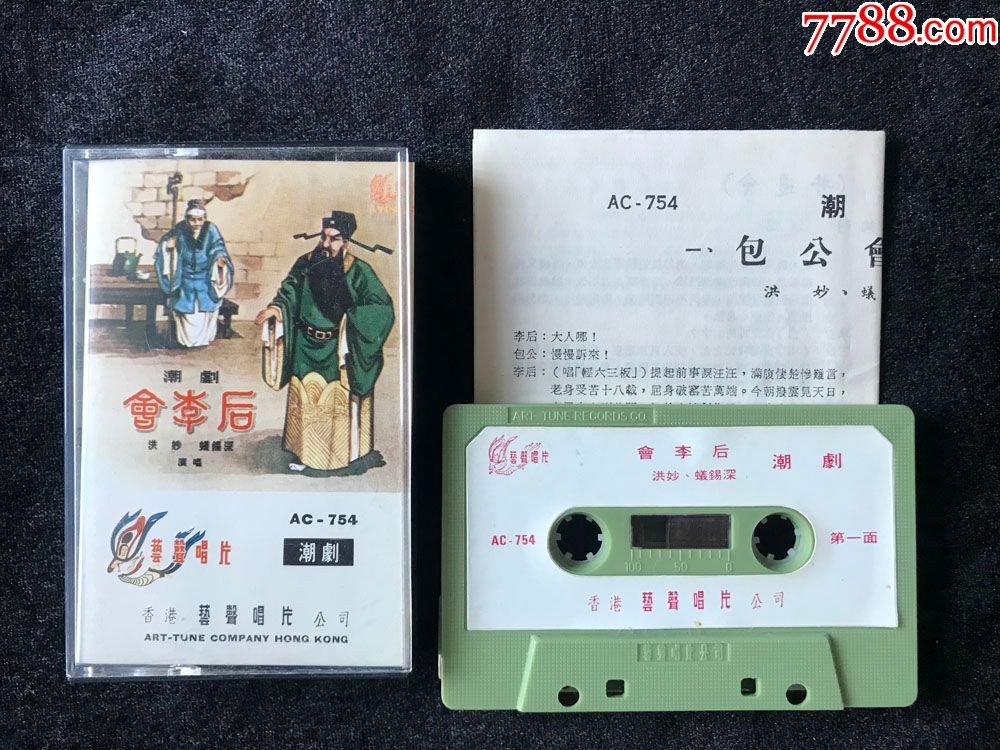 7788.com
潮劇
會李后
洪妙 蟻錫深
演唱
AC-754
藝聲唱片
潮劇
香港 藝聲唱片 公司
ART-TUNE COMPANY HONG KONG
AC-754 潮
一、包公會
洪妙、蟻
李后：大人哪！
包公：慢慢訴來！
李后：（唱「輕六三板」）提起前事淚汪汪，滿腹悽楚慘難言，
老身受苦十八載，屈身破窰苦萬端。今朝撥雲見天日，
ART-TUNE RECORDS CO
藝聲唱片
會李后 潮劇
洪妙、蟻錫深
AC-754
第一面
100 50 0
香港 藝聲唱片 公司